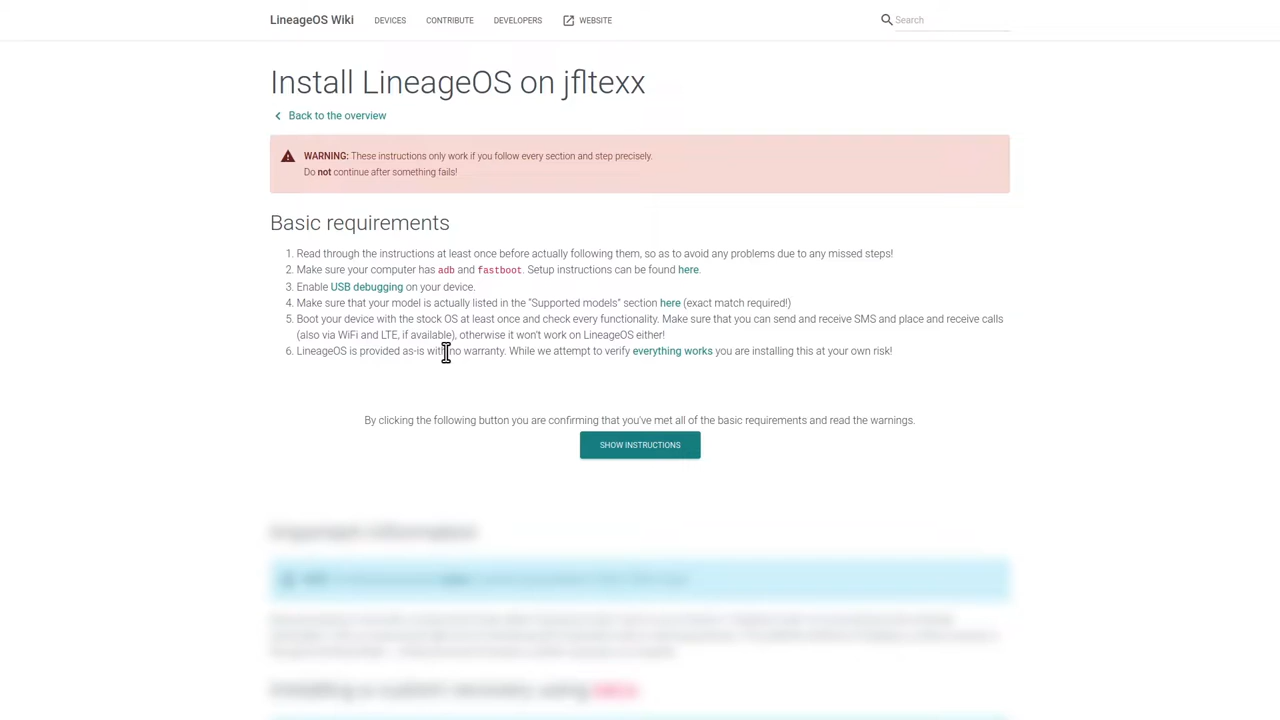 LineageOS Wiki DEVICES CONTRIBUTE DEVELOPERS WEBSITE Search
Install LineageOS on jfltexx
Back to the overview
WARNING: These instructions only work if you follow every section and step precisely.
Do not continue after something fails!
Basic requirements
1. Read through the instructions at least once before actually following them, so as to avoid any problems due to any missed steps!
2. Make sure your computer has adb and fastboot. Setup instructions can be found here.
3. Enable USB debugging on your device.
4. Make sure that your model is actually listed in the "Supported models" section here (exact match required!)
5. Boot your device with the stock OS at least once and check every functionality. Make sure that you can send and receive SMS and place and receive calls
(also via WiFi and LTE, if available), otherwise it won't work on LineageOS either!
6. LineageOS is provided as-is with no warranty. While we attempt to verify everything works you are installing this at your own risk!
By clicking the following button you are confirming that you've met all of the basic requirements and read the warnings.
SHOW INSTRUCTIONS